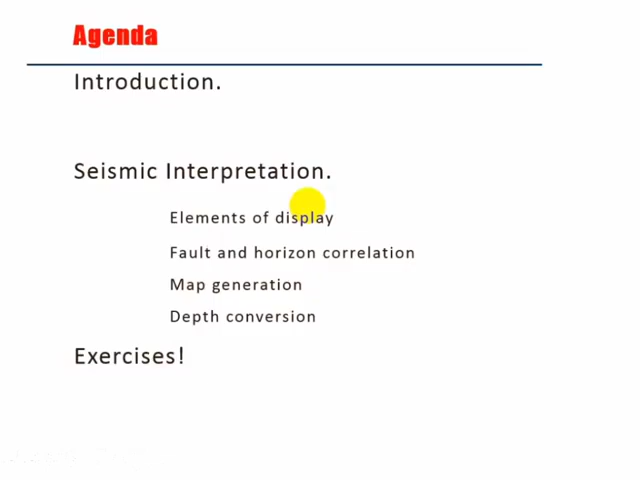 Agenda
Introduction.
Seismic Interpretation.
Elements of display
Fault and horizon correlation
Map generation
Depth conversion
Exercises!